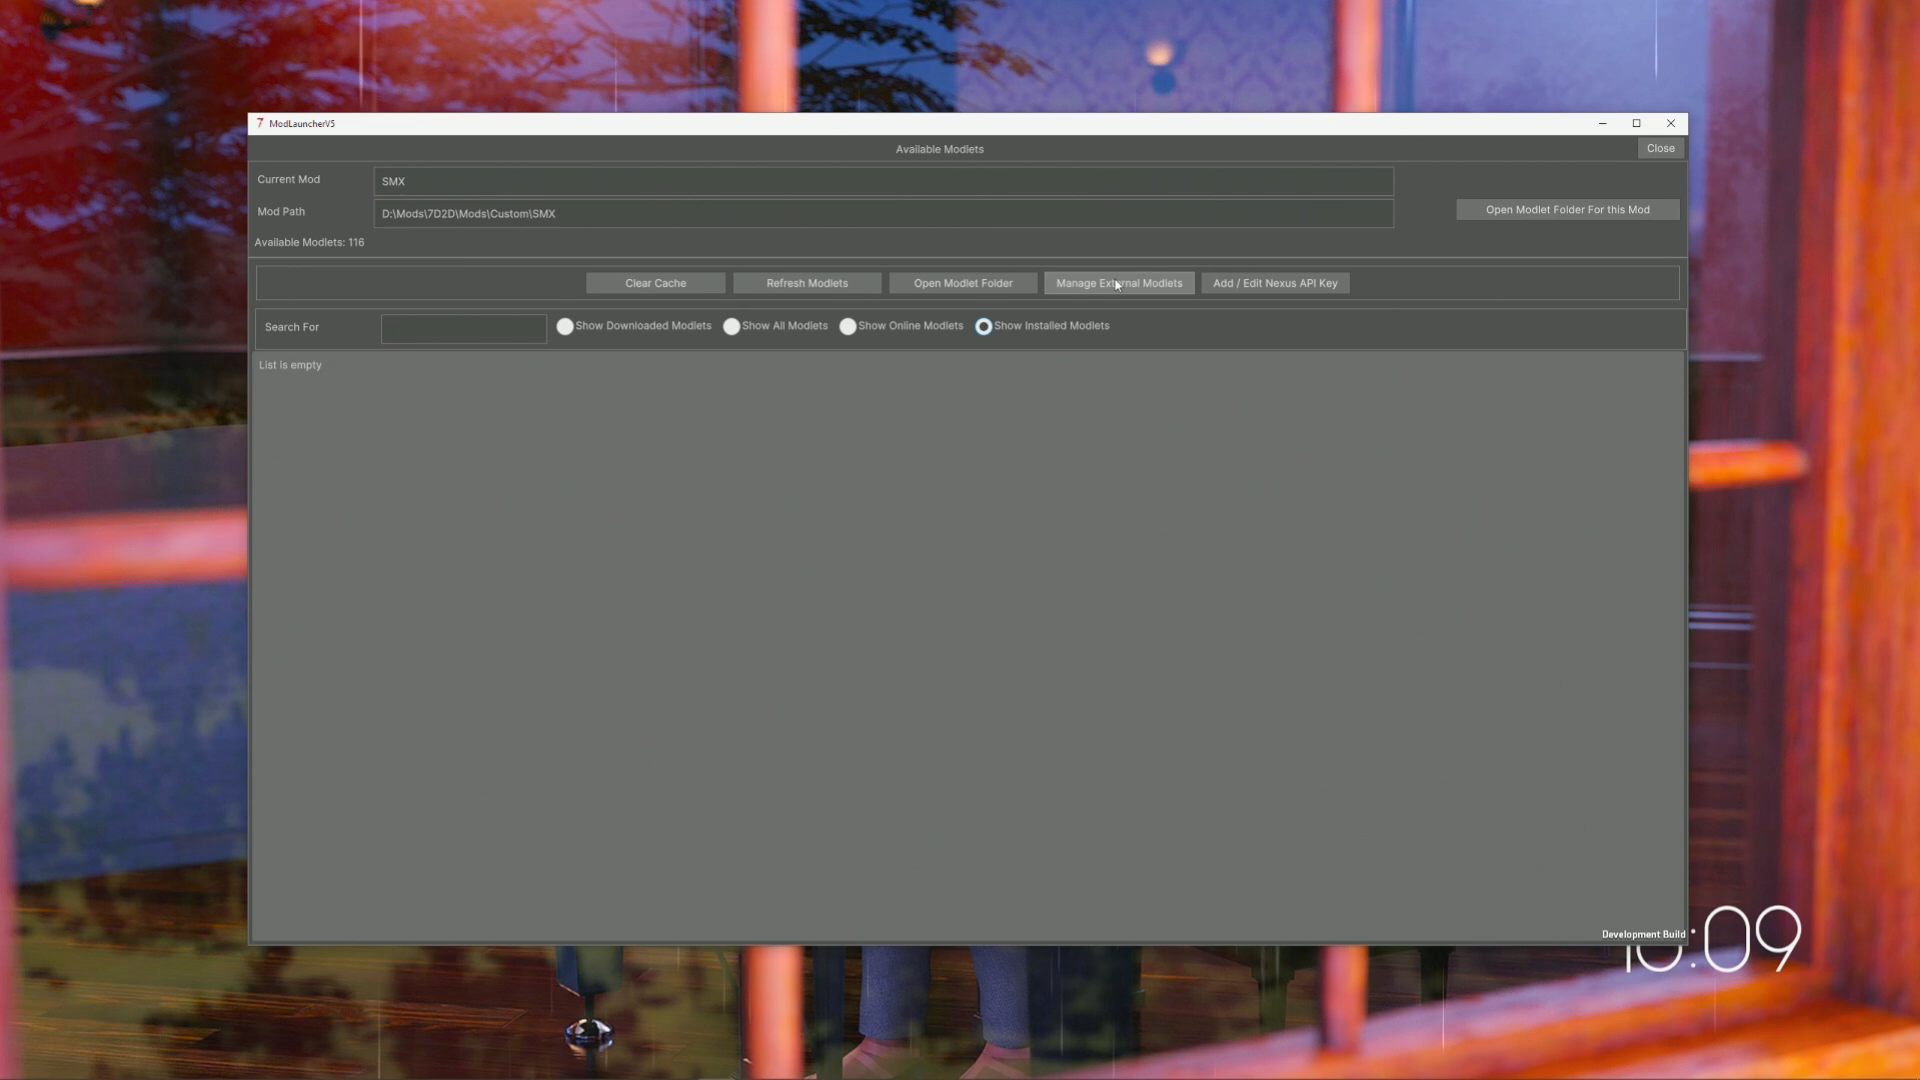 7 ModLauncherV5
Available Modlets
Close
Current Mod
SMX
Mod Path
D:\Mods\7D2D\Mods\Custom\SMX
Open Modlet Folder For this Mod
Available Modlets: 116
Clear Cache
Refresh Modlets
Open Modlet Folder
Manage External Modlets
Add / Edit Nexus API Key
Search For
Show Downloaded Modlets
Show All Modlets
Show Online Modlets
Show Installed Modlets
List is empty
Development Build
:09